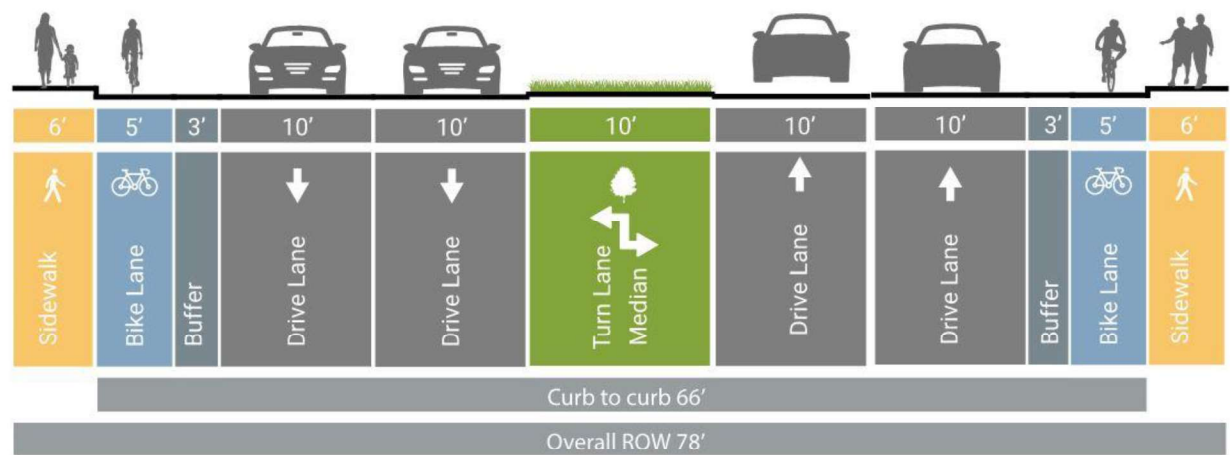 6’ 5’ 3’ 10’ 10’ 10’ 10’ 10’ 3’ 5’ 6’
Sidewalk
Bike Lane
Buffer
Drive Lane
Drive Lane
Turn Lane
Median
Drive Lane
Drive Lane
Buffer
Bike Lane
Sidewalk
Curb to curb 66’
Overall ROW 78’